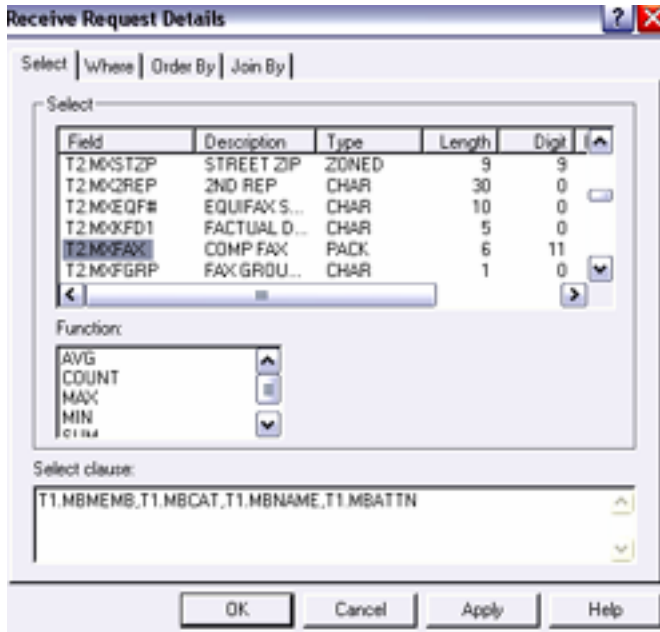 Receive Request Details
Select Where Order By Join By
Select
Field Description Type Length Digit
T2.MXSTZP STREET ZIP ZONED 9 9
T2.MX2REP 2ND REP CHAR 30 0
T2.MXEQF# EQUIFAX S... CHAR 10 0
T2.MXKFD1 FACTUAL D... CHAR 5 0
T2.MXFAX COMP FAX PACK 6 11
T2.MXFGRP FAX GROU... CHAR 1 0
Function:
AVG
COUNT
MAX
MIN
SUM
Select clause:
T1.MBMEMB,T1.MBCAT,T1.MBNAME,T1.MBATTN
OK Cancel Apply Help